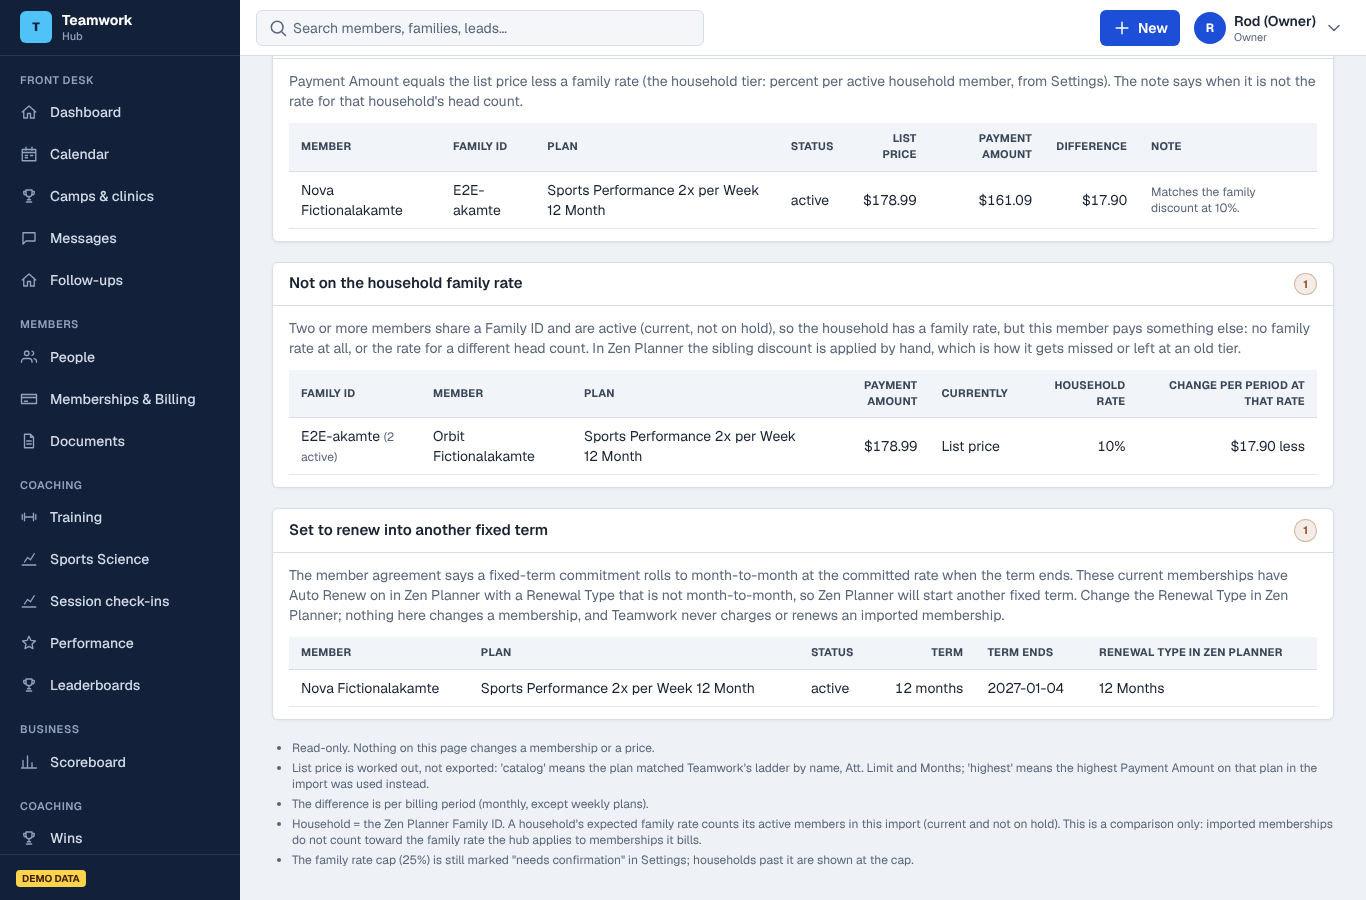 T
Teamwork
Hub
Search members, families, leads...
New
R
Rod (Owner)
Owner
FRONT DESK
Dashboard
Calendar
Camps & clinics
Messages
Follow-ups
MEMBERS
People
Memberships & Billing
Documents
COACHING
Training
Sports Science
Session check-ins
Performance
Leaderboards
BUSINESS
Scoreboard
COACHING
Wins
DEMO DATA
Payment Amount equals the list price less a family rate (the household tier: percent per active household member, from Settings). The note says when it is not the
rate for that household's head count.
MEMBER FAMILY ID PLAN STATUS LIST PRICE PAYMENT AMOUNT DIFFERENCE NOTE
Nova Fictionalakamte E2E-akamte Sports Performance 2x per Week 12 Month active $178.99 $161.09 $17.90 Matches the family discount at 10%.
Not on the household family rate
1
Two or more members share a Family ID and are active (current, not on hold), so the household has a family rate, but this member pays something else: no family
rate at all, or the rate for a different head count. In Zen Planner the sibling discount is applied by hand, which is how it gets missed or left at an old tier.
FAMILY ID MEMBER PLAN PAYMENT AMOUNT CURRENTLY HOUSEHOLD RATE CHANGE PER PERIOD AT THAT RATE
E2E-akamte (2 active) Orbit Fictionalakamte Sports Performance 2x per Week 12 Month $178.99 List price 10% $17.90 less
Set to renew into another fixed term
1
The member agreement says a fixed-term commitment rolls to month-to-month at the committed rate when the term ends. These current memberships have
Auto Renew on in Zen Planner with a Renewal Type that is not month-to-month, so Zen Planner will start another fixed term. Change the Renewal Type in Zen
Planner; nothing here changes a membership, and Teamwork never charges or renews an imported membership.
MEMBER PLAN STATUS TERM TERM ENDS RENEWAL TYPE IN ZEN PLANNER
Nova Fictionalakamte Sports Performance 2x per Week 12 Month active 12 months 2027-01-04 12 Months
• Read-only. Nothing on this page changes a membership or a price.
• List price is worked out, not exported: 'catalog' means the plan matched Teamwork's ladder by name, Att. Limit and Months; 'highest' means the highest Payment Amount on that plan in the
import was used instead.
• The difference is per billing period (monthly, except weekly plans).
• Household = the Zen Planner Family ID. A household's expected family rate counts its active members in this import (current and not on hold). This is a comparison only: imported memberships
do not count toward the family rate the hub applies to memberships it bills.
• The family rate cap (25%) is still marked "needs confirmation" in Settings; households past it are shown at the cap.